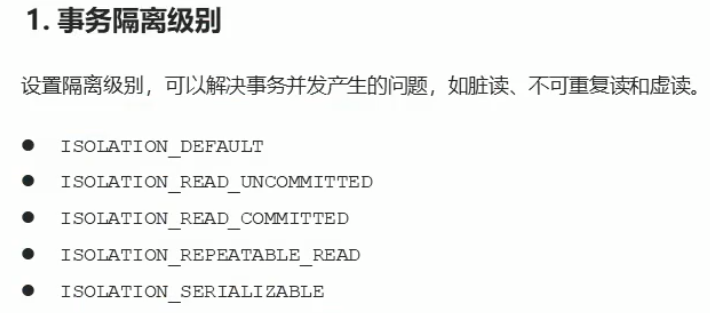 1. 事务隔离级别
设置隔离级别，可以解决事务并发产生的问题，如脏读、不可重复读和虚读。
● ISOLATION_DEFAULT
● ISOLATION_READ_UNCOMMITTED
● ISOLATION_READ_COMMITTED
● ISOLATION_REPEATABLE_READ
● ISOLATION_SERIALIZABLE